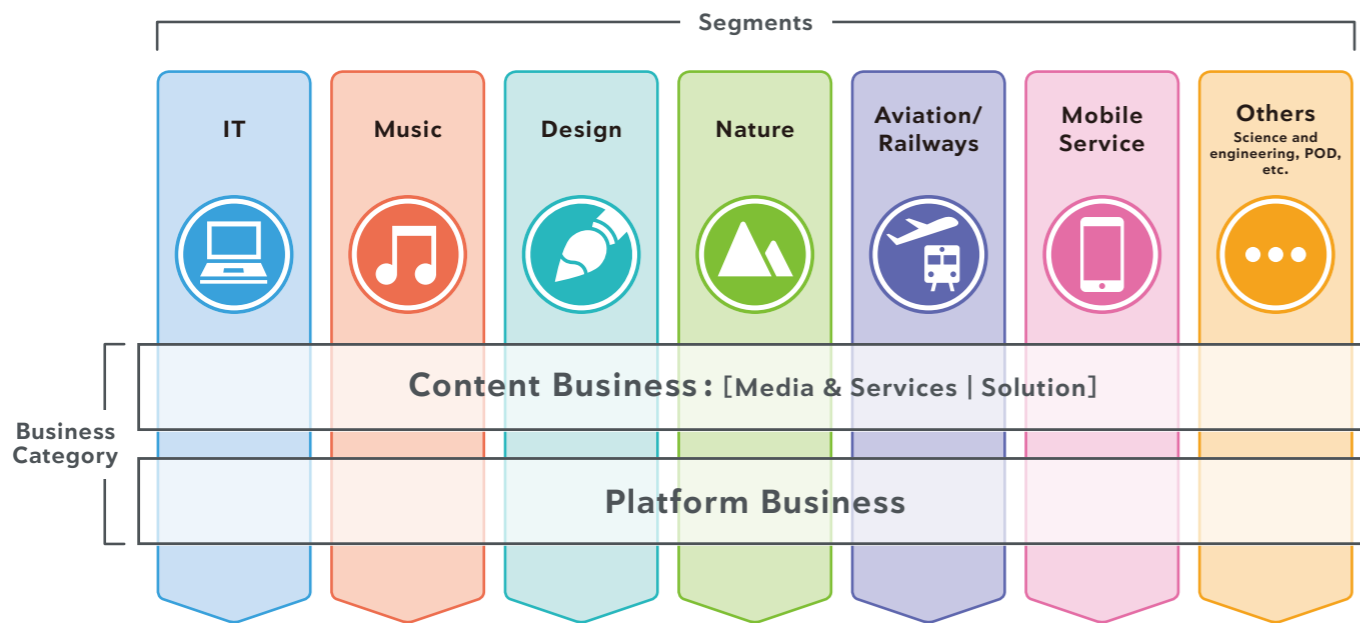 Segments
IT
Music
Design
Nature
Aviation/
Railways
Mobile
Service
Others
Science and
engineering, POD,
etc.
Business
Category
Content Business: [Media & Services | Solution]
Platform Business